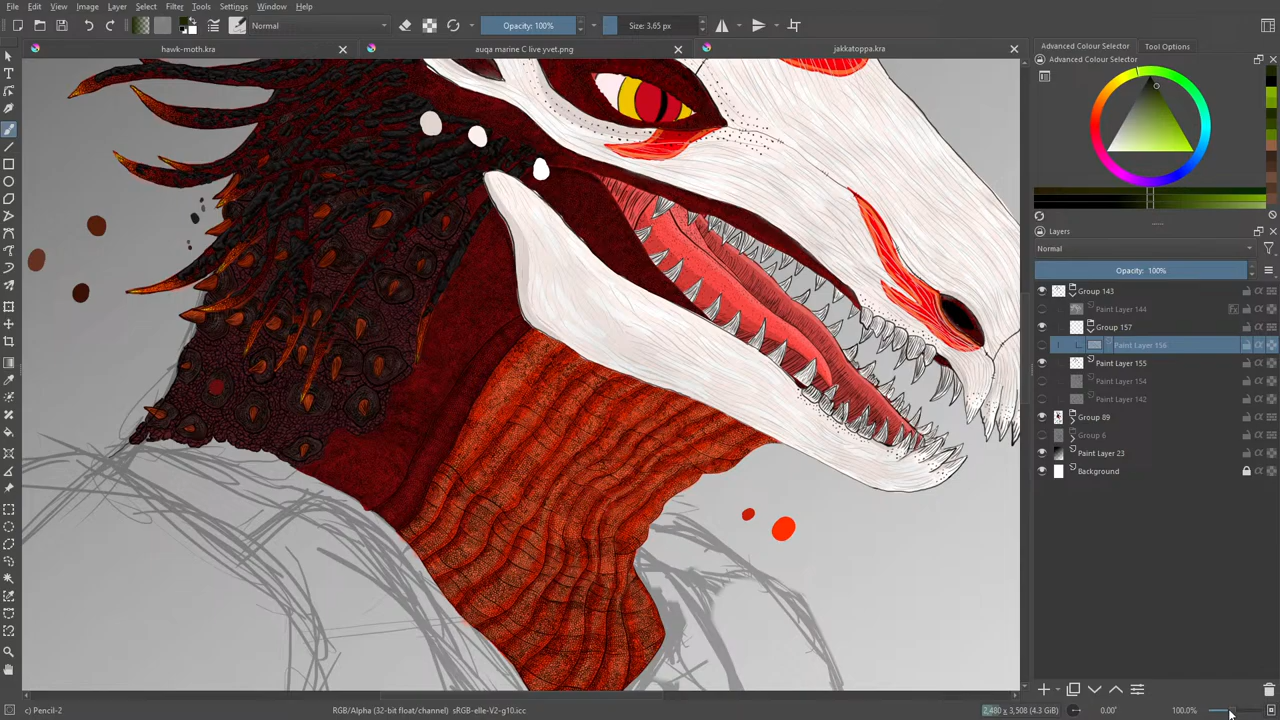 File Edit View Image Layer Select Filter Tools Settings Window Help
Normal Opacity: 100% Size: 3.65 px
hawk-moth.kra auqa marine C live yvet.png jakkatoppa.kra
Advanced Colour Selector Tool Options
Advanced Colour Selector
Layers
Normal
Opacity: 100%
Group 143
Paint Layer 144
Group 157
Paint Layer 156
Paint Layer 155
Paint Layer 154
Paint Layer 142
Group 89
Group 6
Paint Layer 23
Background
c) Pencil-2 RGB/Alpha (32-bit float/channel) sRGB-elle-V2-g10.icc 2,480 x 3,508 (4.3 GiB) 0.00° 100.0%